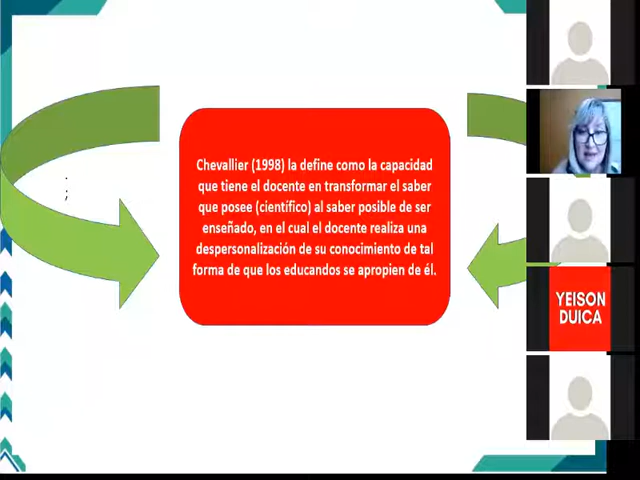 Chevallier (1998) la define como la capacidad
que tiene el docente en transformar el saber
que posee (científico) al saber posible de ser
enseñado, en el cual el docente realiza una
despersonalización de su conocimiento de tal
forma de que los educandos se apropien de él.
:
;
YEISON
DUICA